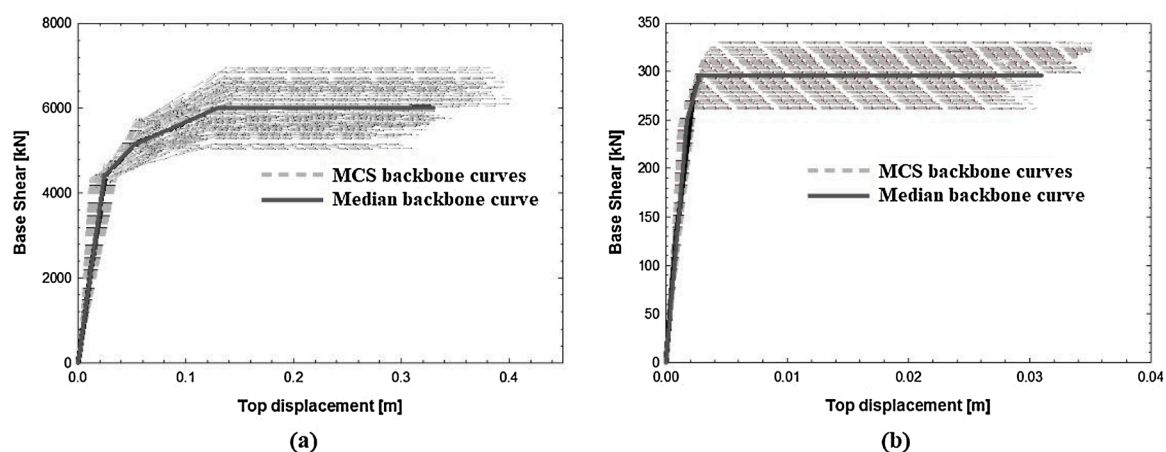 8000
6000
4000
2000
0
Base Shear [kN]
MCS backbone curves
Median backbone curve
0.0 0.1 0.2 0.3 0.4
Top displacement [m]
(a)
350
300
250
200
150
100
50
0
Base Shear [kN]
MCS backbone curves
Median backbone curve
0.00 0.01 0.02 0.03 0.04
Top displacement [m]
(b)